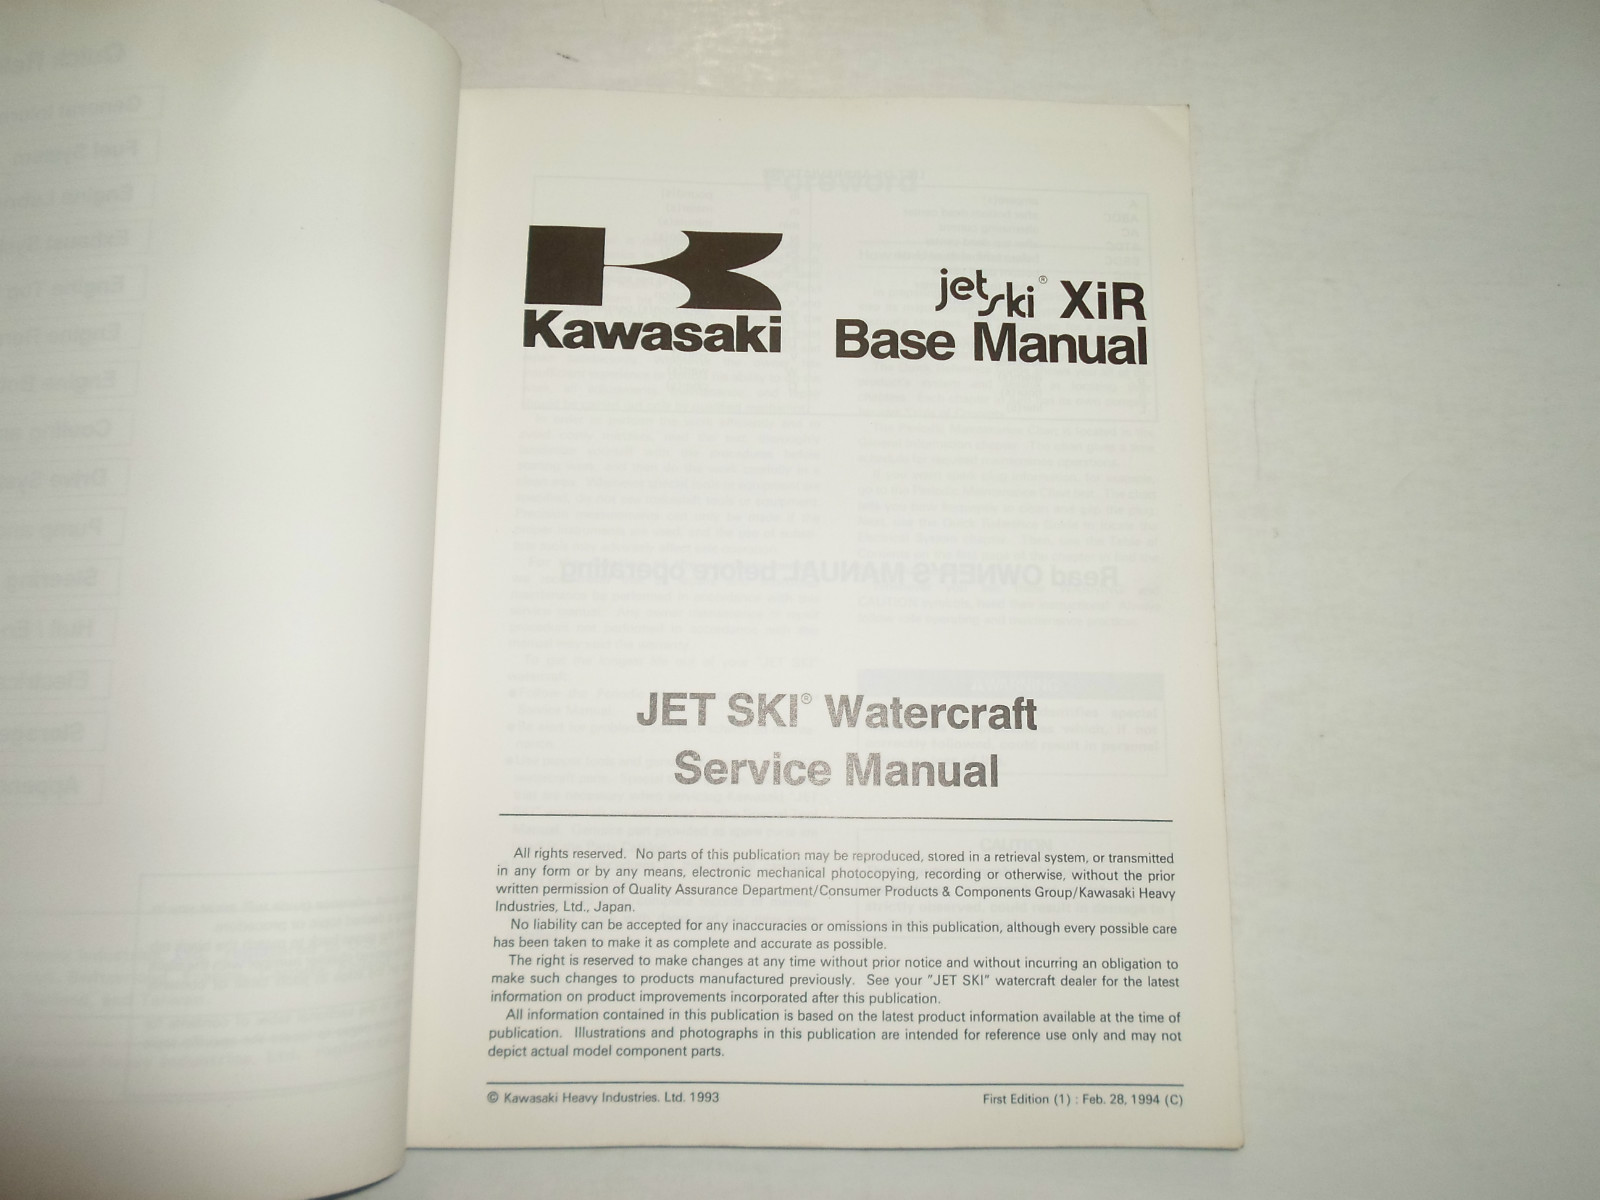 Kawasaki
jet ski® XiR
Base Manual
JET SKI® Watercraft
Service Manual
All rights reserved. No parts of this publication may be reproduced, stored in a retrieval system, or transmitted
in any form or by any means, electronic mechanical photocopying, recording or otherwise, without the prior
written permission of Quality Assurance Department/Consumer Products & Components Group/Kawasaki Heavy
Industries, Ltd., Japan.
No liability can be accepted for any inaccuracies or omissions in this publication, although every possible care
has been taken to make it as complete and accurate as possible.
The right is reserved to make changes at any time without prior notice and without incurring an obligation to
make such changes to products manufactured previously. See your "JET SKI" watercraft dealer for the latest
information on product improvements incorporated after this publication.
All information contained in this publication is based on the latest product information available at the time of
publication. Illustrations and photographs in this publication are intended for reference use only and may not
depict actual model component parts.
© Kawasaki Heavy Industries. Ltd. 1993
First Edition (1) : Feb. 28, 1994 (C)